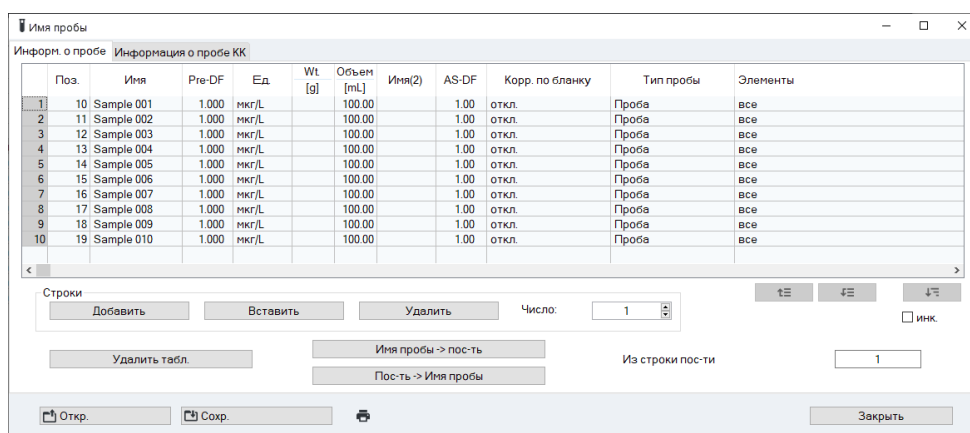 Имя пробы
Информ. о пробе Информация о пробе КК
Поз. Имя Pre-DF Ед. Wt. [g] Объем [mL] Имя(2) AS-DF Корр. по бланку Тип пробы Элементы
1 10 Sample 001 1.000 мкг/L 100.00 1.00 откл. Проба все
2 11 Sample 002 1.000 мкг/L 100.00 1.00 откл. Проба все
3 12 Sample 003 1.000 мкг/L 100.00 1.00 откл. Проба все
4 13 Sample 004 1.000 мкг/L 100.00 1.00 откл. Проба все
5 14 Sample 005 1.000 мкг/L 100.00 1.00 откл. Проба все
6 15 Sample 006 1.000 мкг/L 100.00 1.00 откл. Проба все
7 16 Sample 007 1.000 мкг/L 100.00 1.00 откл. Проба все
8 17 Sample 008 1.000 мкг/L 100.00 1.00 откл. Проба все
9 18 Sample 009 1.000 мкг/L 100.00 1.00 откл. Проба все
10 19 Sample 010 1.000 мкг/L 100.00 1.00 откл. Проба все
Строки
Добавить Вставить Удалить Число: 1
инк.
Имя пробы -> пос-ть
Удалить табл. Из строки пос-ти 1
Пос-ть -> Имя пробы
Откр. Сохр. Закрыть